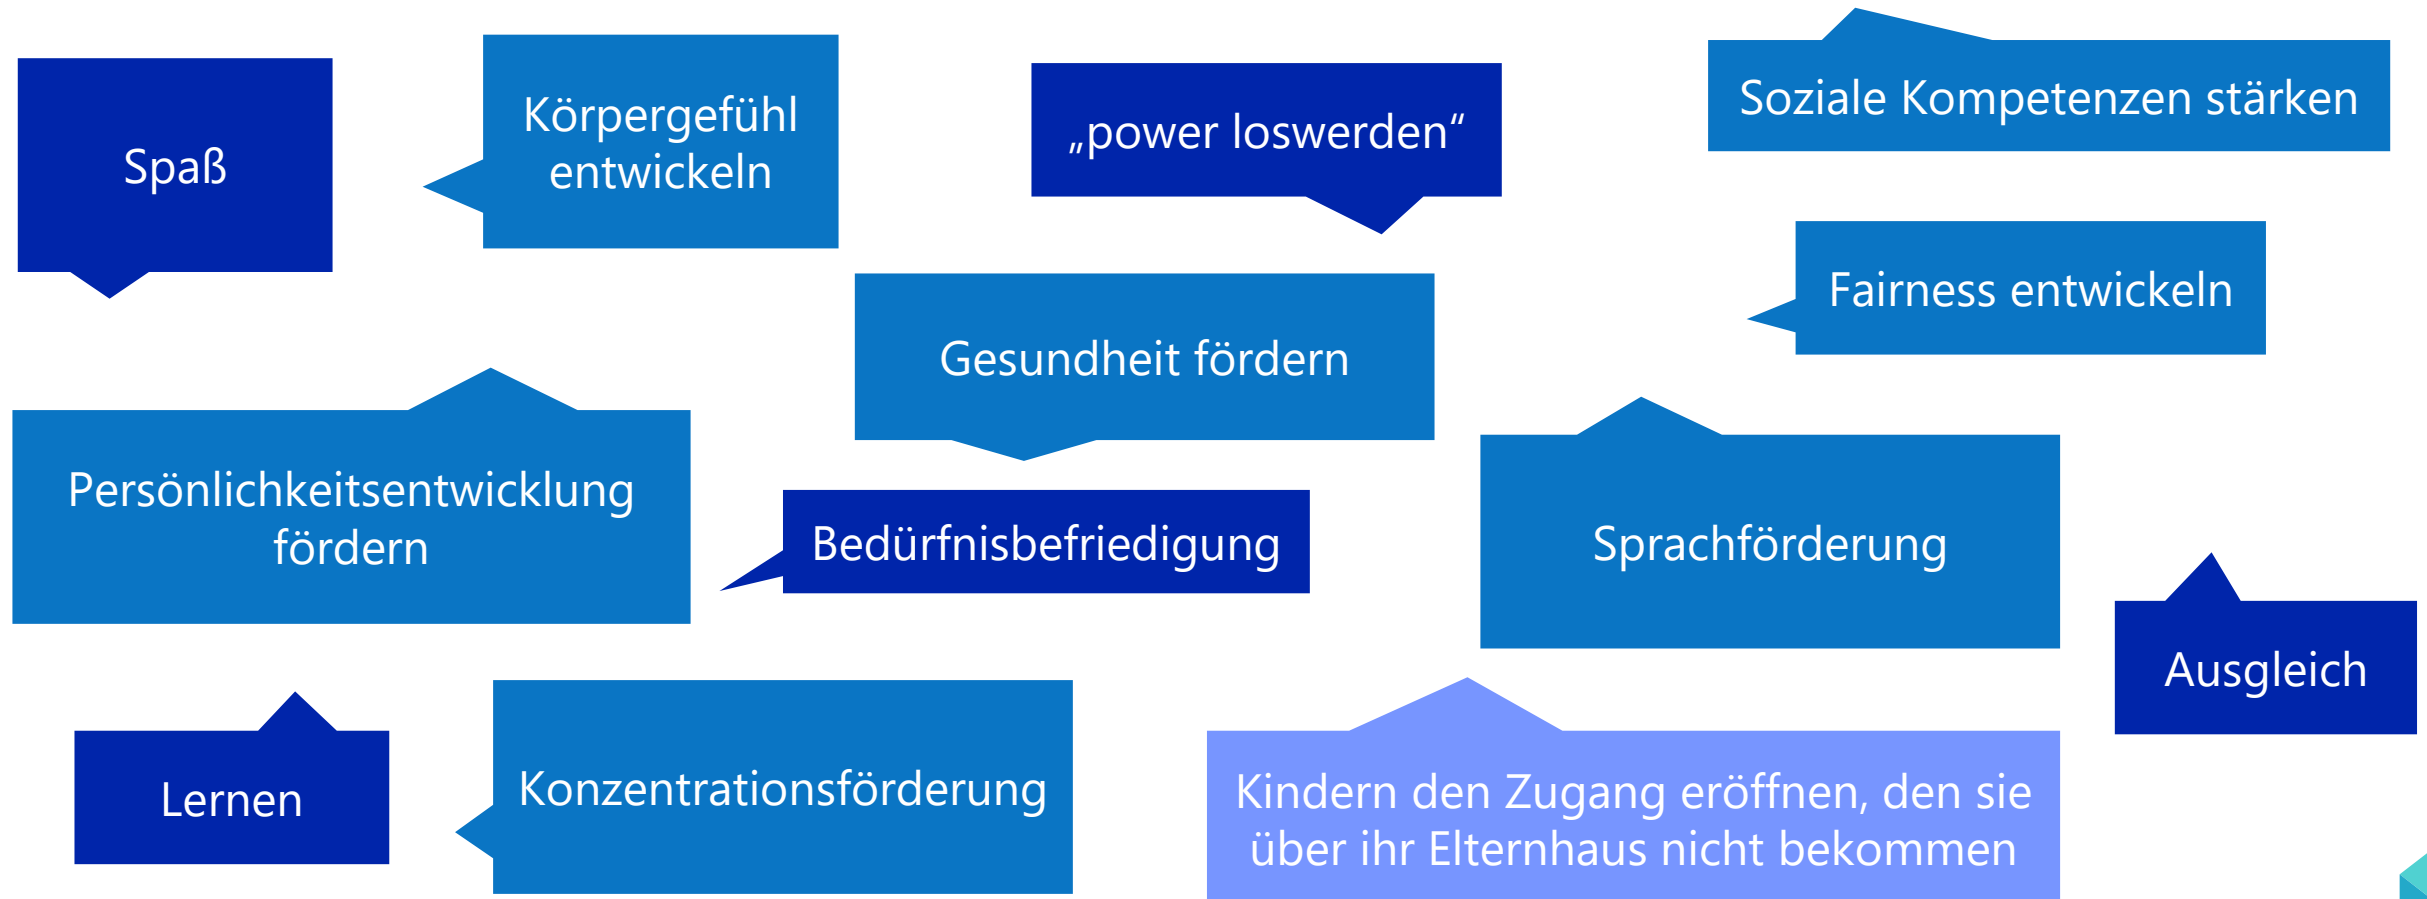 Spaß
Körpergefühl
entwickeln
„power loswerden“
Soziale Kompetenzen stärken
Fairness entwickeln
Gesundheit fördern
Persönlichkeitsentwicklung
fördern
Bedürfnisbefriedigung
Sprachförderung
Ausgleich
Lernen
Konzentrationsförderung
Kindern den Zugang eröffnen, den sie
über ihr Elternhaus nicht bekommen